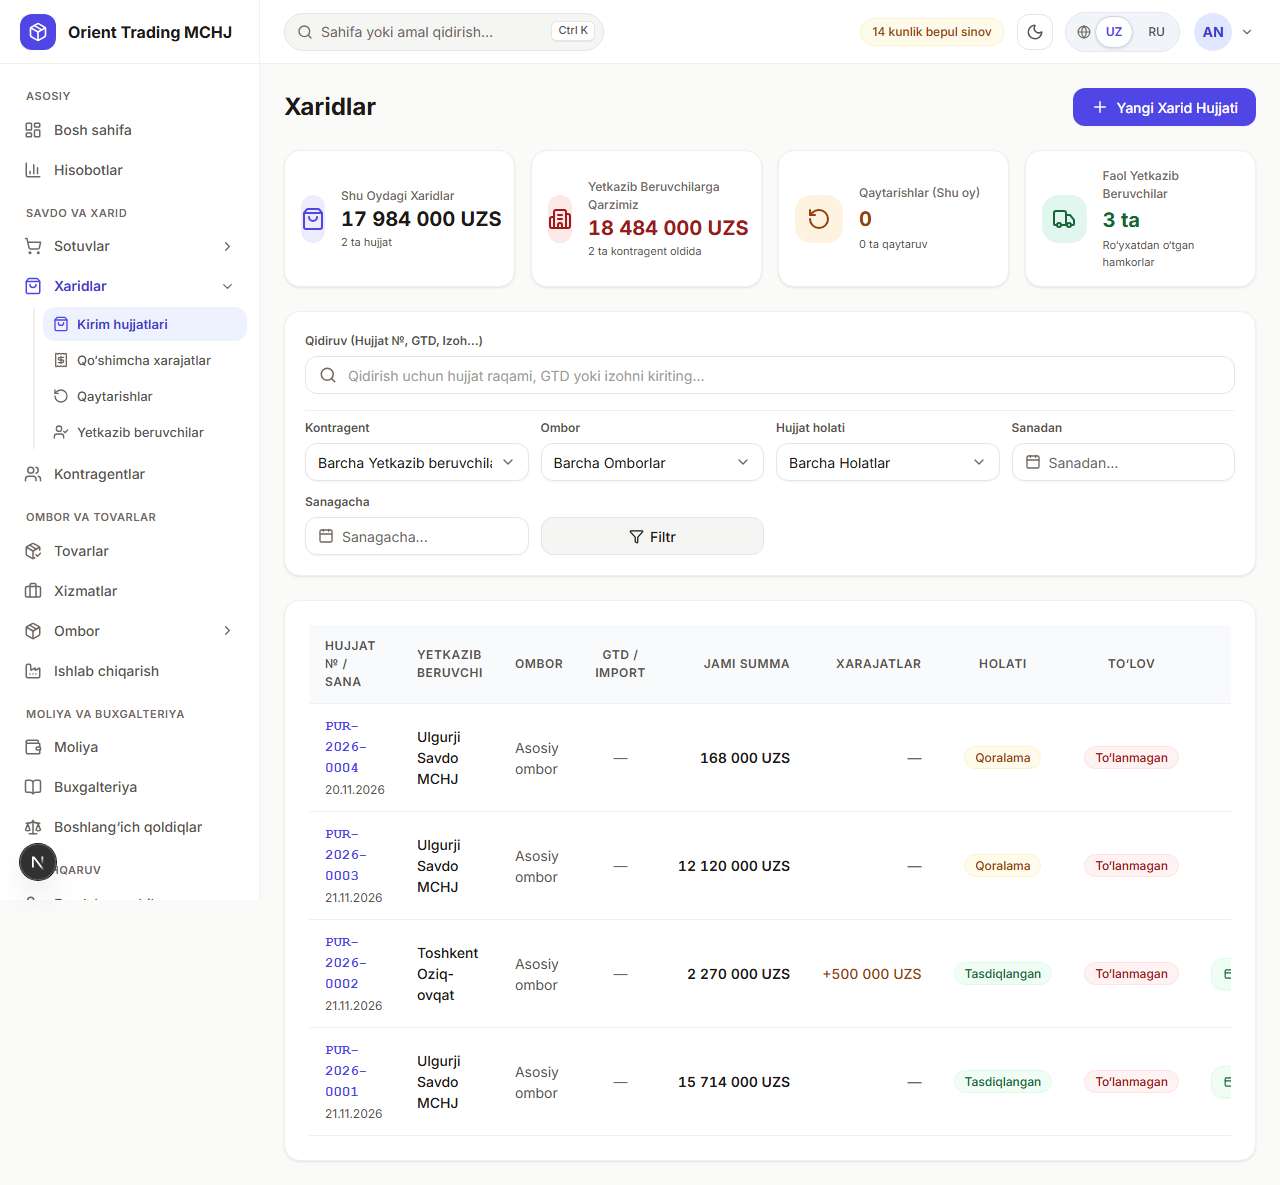 Orient Trading MCHJ
Sahifa yoki amal qidirish...
Ctrl K
14 kunlik bepul sinov
UZ
RU
AN
ASOSIY
Bosh sahifa
Hisobotlar
SAVDO VA XARID
Sotuvlar
Xaridlar
Kirim hujjatlari
Qo‘shimcha xarajatlar
Qaytarishlar
Yetkazib beruvchilar
Kontragentlar
OMBOR VA TOVARLAR
Tovarlar
Xizmatlar
Ombor
Ishlab chiqarish
MOLIYA VA BUXGALTERIYA
Moliya
Buxgalteriya
Boshlang‘ich qoldiqlar
N
HQARUV
Xaridlar
Yangi Xarid Hujjati
Shu Oydagi Xaridlar
17 984 000 UZS
2 ta hujjat
Yetkazib Beruvchilarga
Qarzimiz
18 484 000 UZS
2 ta kontragent oldida
Qaytarishlar (Shu oy)
0
0 ta qaytaruv
Faol Yetkazib
Beruvchilar
3 ta
Ro‘yxatdan o‘tgan
hamkorlar
Qidiruv (Hujjat №, GTD, Izoh...)
Qidirish uchun hujjat raqami, GTD yoki izohni kiriting...
Kontragent
Ombor
Hujjat holati
Sanadan
Barcha Yetkazib beruvchila
Barcha Omborlar
Barcha Holatlar
Sanadan...
Sanagacha
Sanagacha...
Filtr
HUJJAT
№ /
SANA
YETKAZIB
BERUVCHI
OMBOR
GTD /
IMPORT
JAMI SUMMA
XARAJATLAR
HOLATI
TO‘LOV
PUR-
2026-
0004
20.11.2026
Ulgurji
Savdo
MCHJ
Asosiy
ombor
—
168 000 UZS
—
Qoralama
To‘lanmagan
PUR-
2026-
0003
21.11.2026
Ulgurji
Savdo
MCHJ
Asosiy
ombor
—
12 120 000 UZS
—
Qoralama
To‘lanmagan
PUR-
2026-
0002
21.11.2026
Toshkent
Oziq-
ovqat
Asosiy
ombor
—
2 270 000 UZS
+500 000 UZS
Tasdiqlangan
To‘lanmagan
PUR-
2026-
0001
21.11.2026
Ulgurji
Savdo
MCHJ
Asosiy
ombor
—
15 714 000 UZS
—
Tasdiqlangan
To‘lanmagan